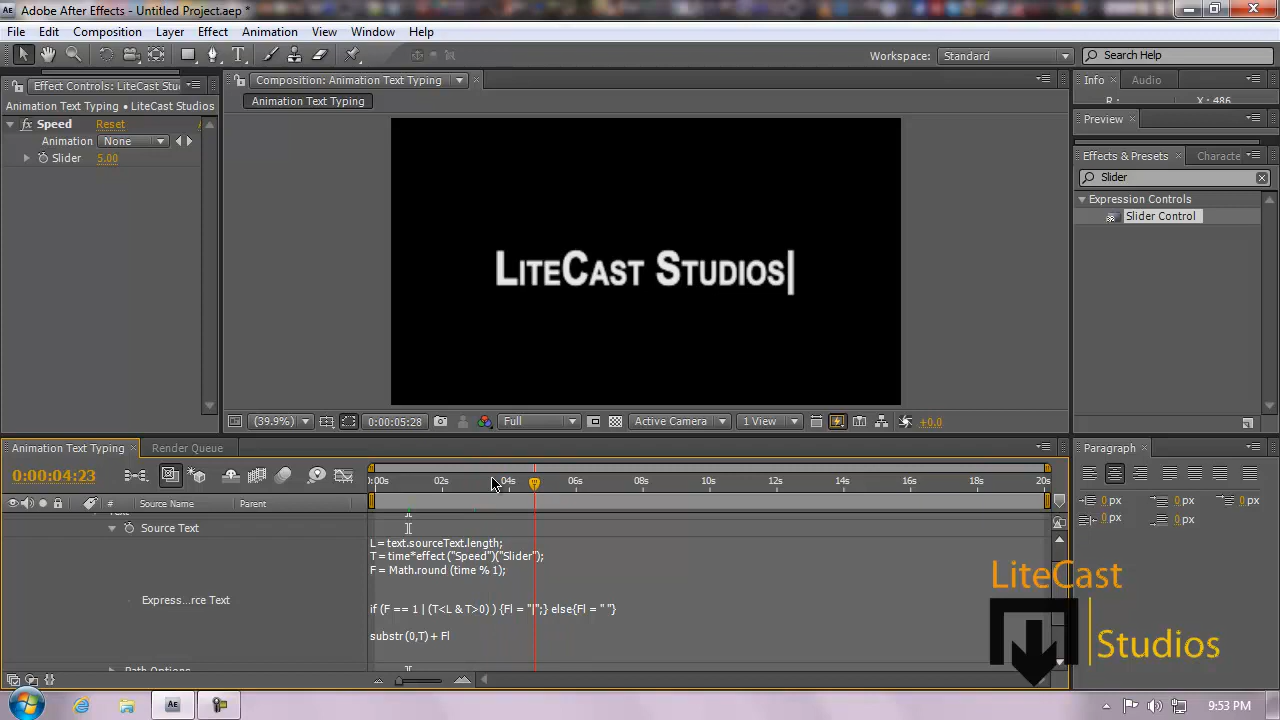 Adobe After Effects - Untitled Project.aep *
File Edit Composition Layer Effect Animation View Window Help
Workspace: Standard Search Help
Effect Controls: LiteCast Stu
Animation Text Typing • LiteCast Studios
fx Speed Reset
Animation None
Slider 5.00
Composition: Animation Text Typing
Animation Text Typing
LiteCast Studios|
(39.9%) 0:00:05:28 Full Active Camera 1 View +0.0
Info Audio
R: X: 486
Preview
Effects & Presets Characte
Slider
Expression Controls
Slider Control
Animation Text Typing Render Queue
0:00:04:23
0:00s 02s 04s 06s 08s 10s 12s 14s 16s 18s 20s
# Source Name Parent
Source Text
Express...rce Text
L = text.sourceText.length;
T = time*effect ("Speed")("Slider");
F = Math.round (time % 1);
if (F == 1 | (T<L & T>0) ) {Fl = "|";} else{Fl = " "}
substr (0,T) + Fl
Path Options
Paragraph
0 px 0 px 0 px
0 px 0 px
LiteCast
Studios
9:53 PM